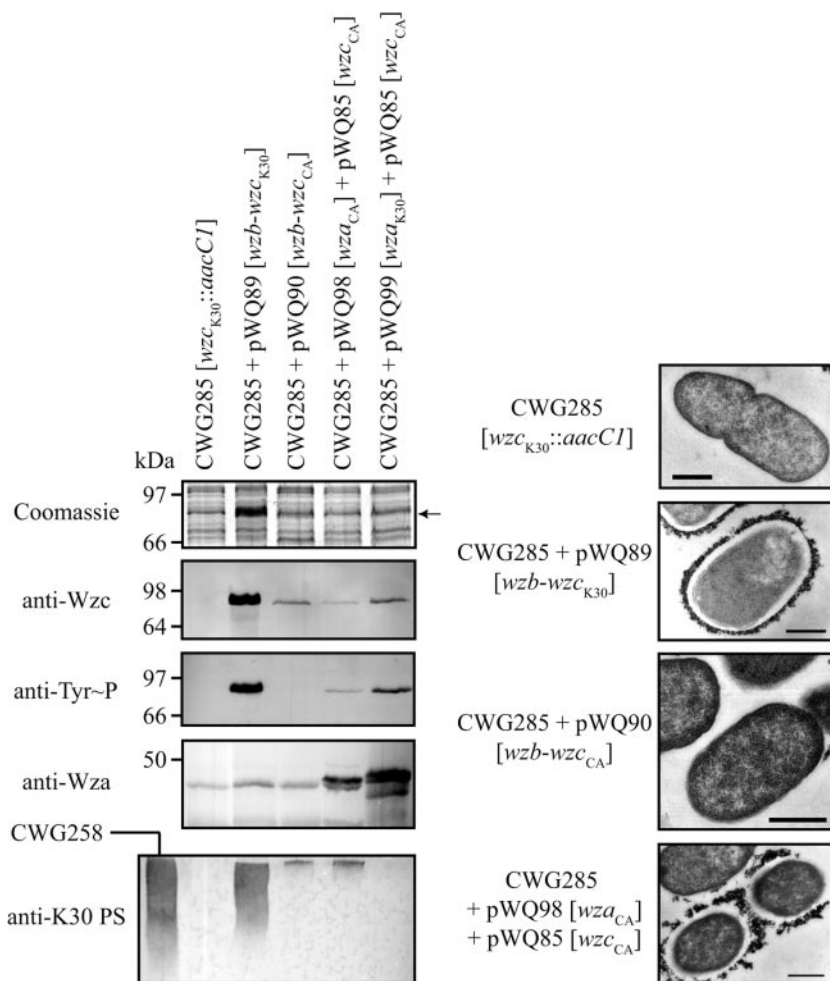 CWG285 [wzcK30::aacC1]
CWG285 + pWQ89 [wzb-wzcK30]
CWG285 + pWQ90 [wzb-wzcCA]
CWG285 + pWQ98 [wzaCA] + pWQ85 [wzcCA]
CWG285 + pWQ99 [wzaK30] + pWQ85 [wzcCA]
kDa
Coomassie
97
66
anti-Wzc
98
64
anti-Tyr~P
97
66
anti-Wza
50
CWG258
anti-K30 PS
CWG285
[wzcK30::aacC1]
CWG285 + pWQ89
[wzb-wzcK30]
CWG285 + pWQ90
[wzb-wzcCA]
CWG285
+ pWQ98 [wzaCA]
+ pWQ85 [wzcCA]